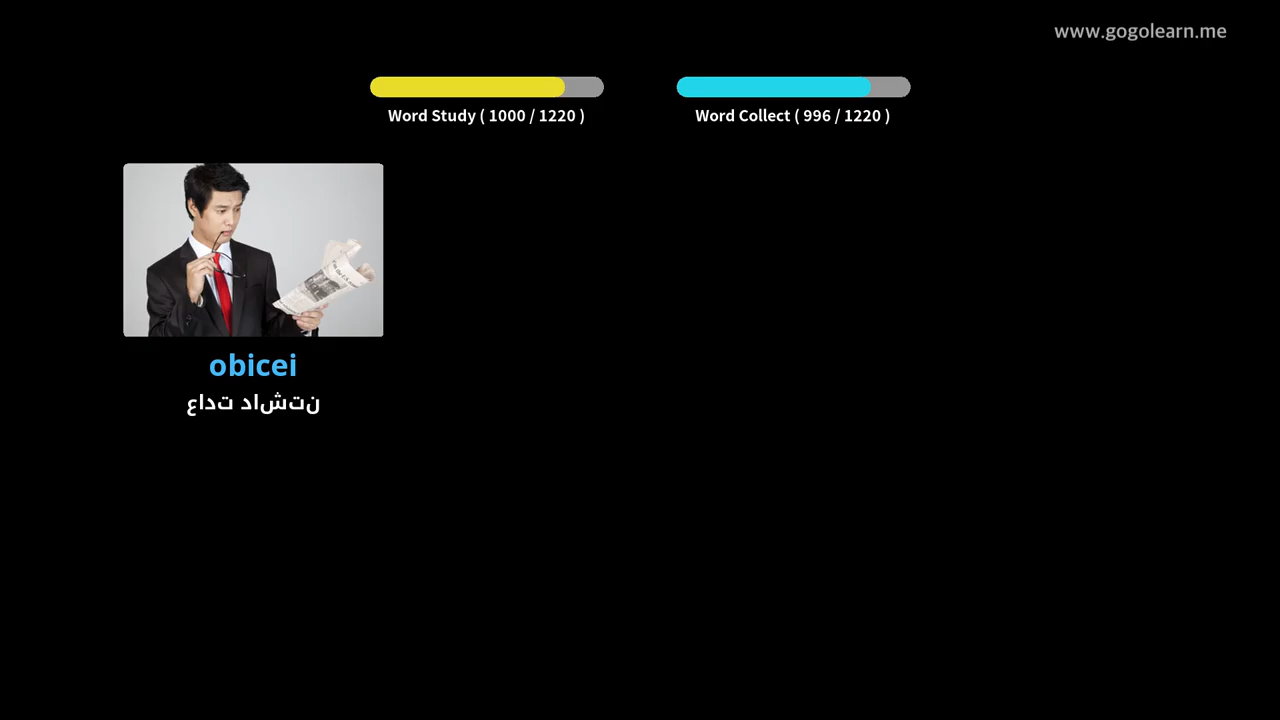 www.gogolearn.me
Word Study ( 1000 / 1220 )
Word Collect ( 996 / 1220 )
obicei
نتشاد تداع